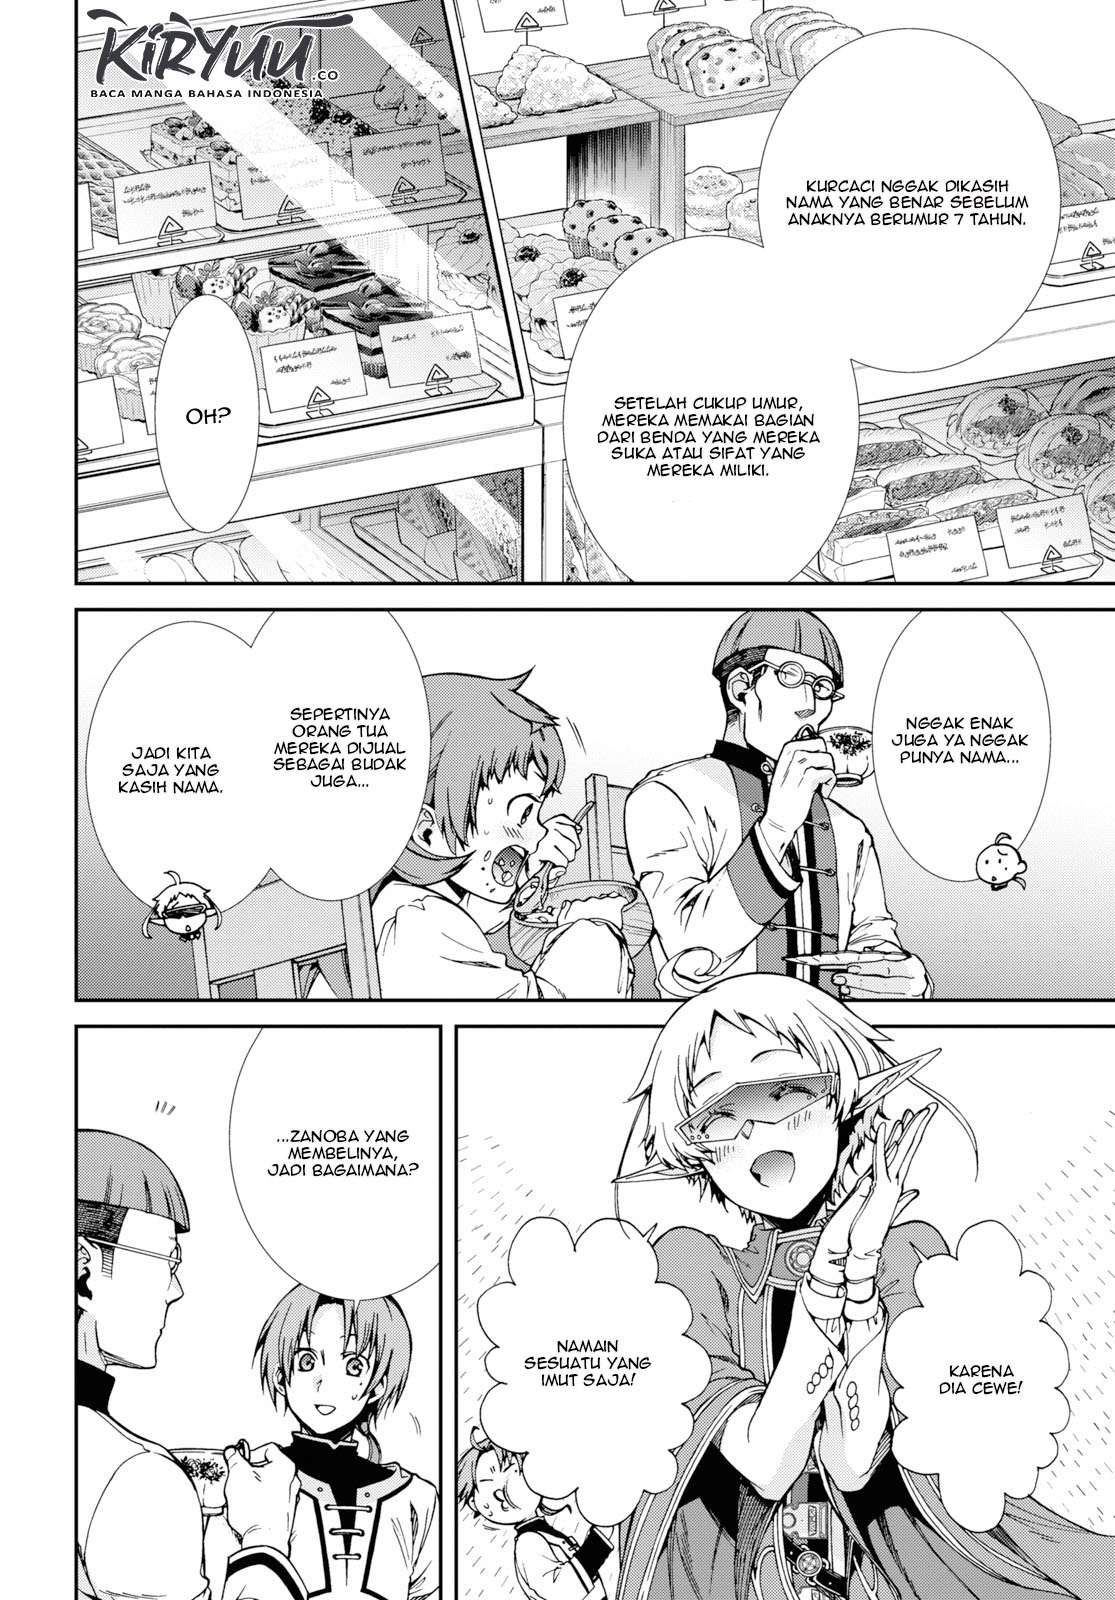 KIRYUU.CO
BACA MANGA BAHASA INDONESIA
KURCACI NGGAK DIKASIH
NAMA YANG BENAR SEBELUM
ANAKNYA BERUMUR 7 TAHUN.
SETELAH CUKUP UMUR,
MEREKA MEMAKAI BAGIAN
DARI BENDA YANG MEREKA
SUKA ATAU SIFAT YANG
MEREKA MILIKI.
OH?
NGGAK ENAK
JUGA YA NGGAK
PUNYA NAMA...
SEPERTINYA
ORANG TUA
MEREKA DIJUAL
SEBAGAI BUDAK
JUGA...
JADI KITA
SAJA YANG
KASIH NAMA.
...ZANOBA YANG
MEMBELINYA,
JADI BAGAIMANA?
KARENA
DIA CEWE!
NAMAIN
SESUATU YANG
IMUT SAJA!